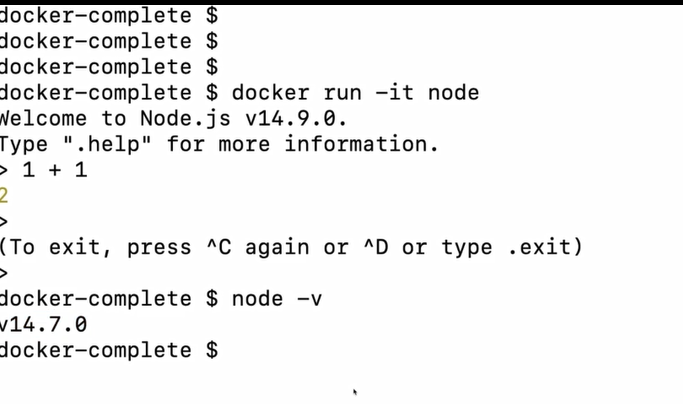 docker-complete $
docker-complete $
docker-complete $
docker-complete $ docker run -it node
Welcome to Node.js v14.9.0.
Type ".help" for more information.
> 1 + 1
2
>
(To exit, press ^C again or ^D or type .exit)
>
docker-complete $ node -v
v14.7.0
docker-complete $